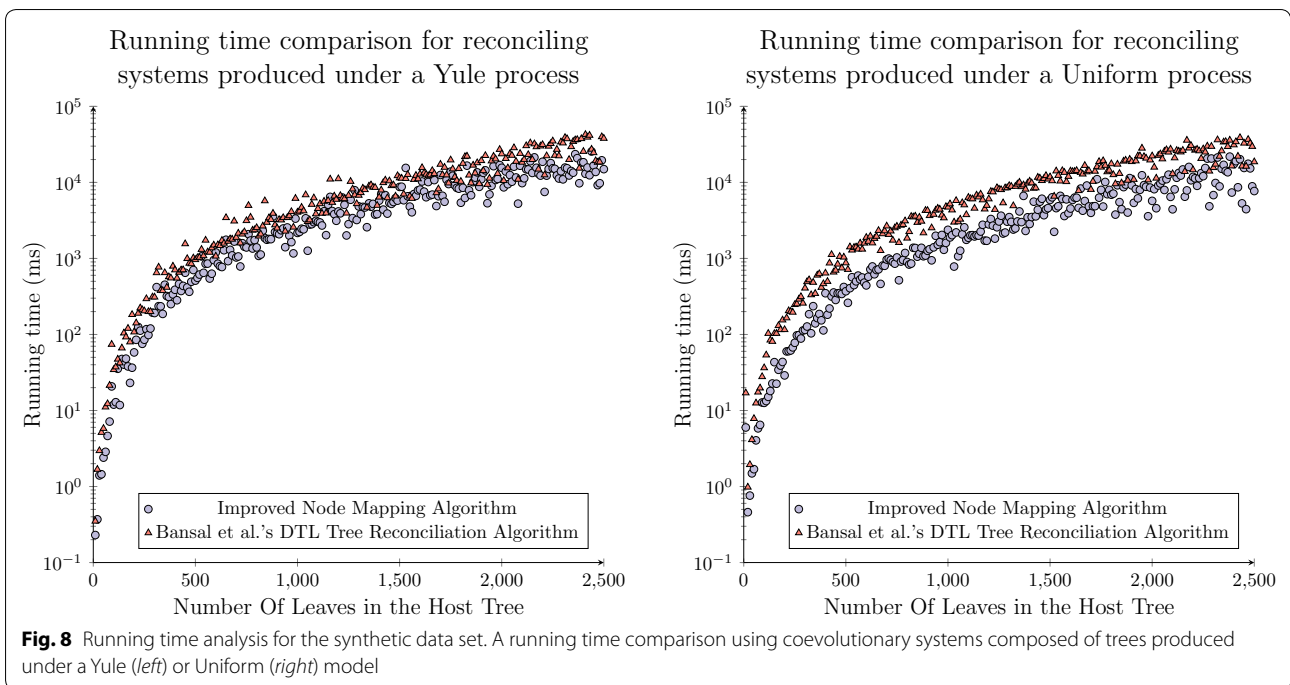 Running time comparison for reconciling
systems produced under a Yule process
10^5
10^4
10^3
10^2
10^1
10^0
10^−1
Running time (ms)
Improved Node Mapping Algorithm
Bansal et al.'s DTL Tree Reconciliation Algorithm
0 500 1,000 1,500 2,000 2,500
Number Of Leaves in the Host Tree
Running time comparison for reconciling
systems produced under a Uniform process
10^5
10^4
10^3
10^2
10^1
10^0
10^−1
Running time (ms)
Improved Node Mapping Algorithm
Bansal et al.'s DTL Tree Reconciliation Algorithm
0 500 1,000 1,500 2,000 2,500
Number Of Leaves in the Host Tree
Fig. 8 Running time analysis for the synthetic data set. A running time comparison using coevolutionary systems composed of trees produced
under a Yule (left) or Uniform (right) model